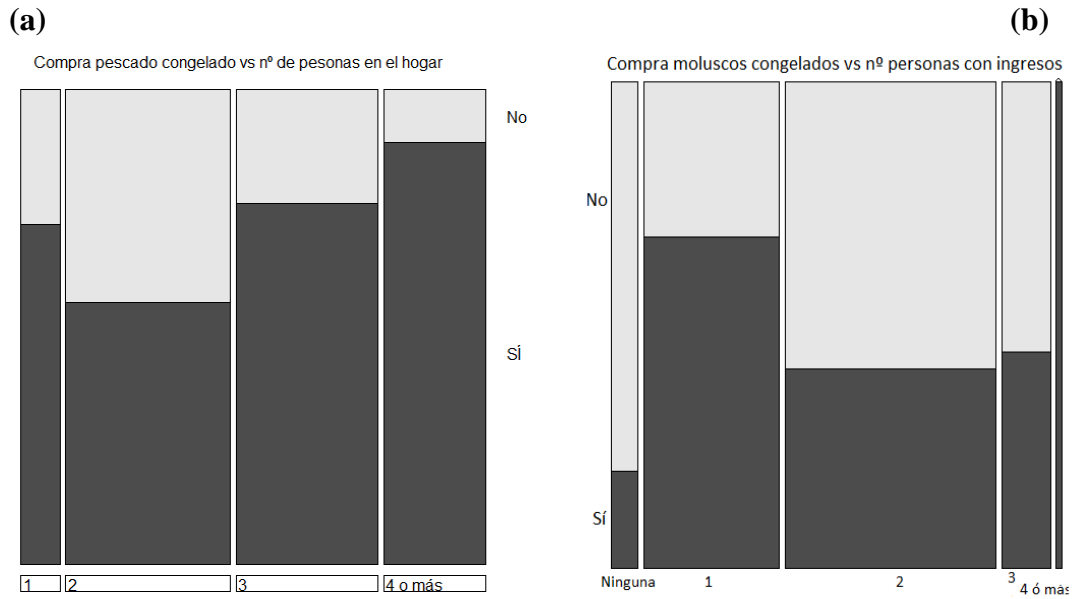 (a)
Compra pescado congelado vs nº de pesonas en el hogar
No
SÍ
1
2
3
4 o más
(b)
Compra moluscos congelados vs nº personas con ingresos
No
Sí
Ninguna
1
2
3
4 ó más